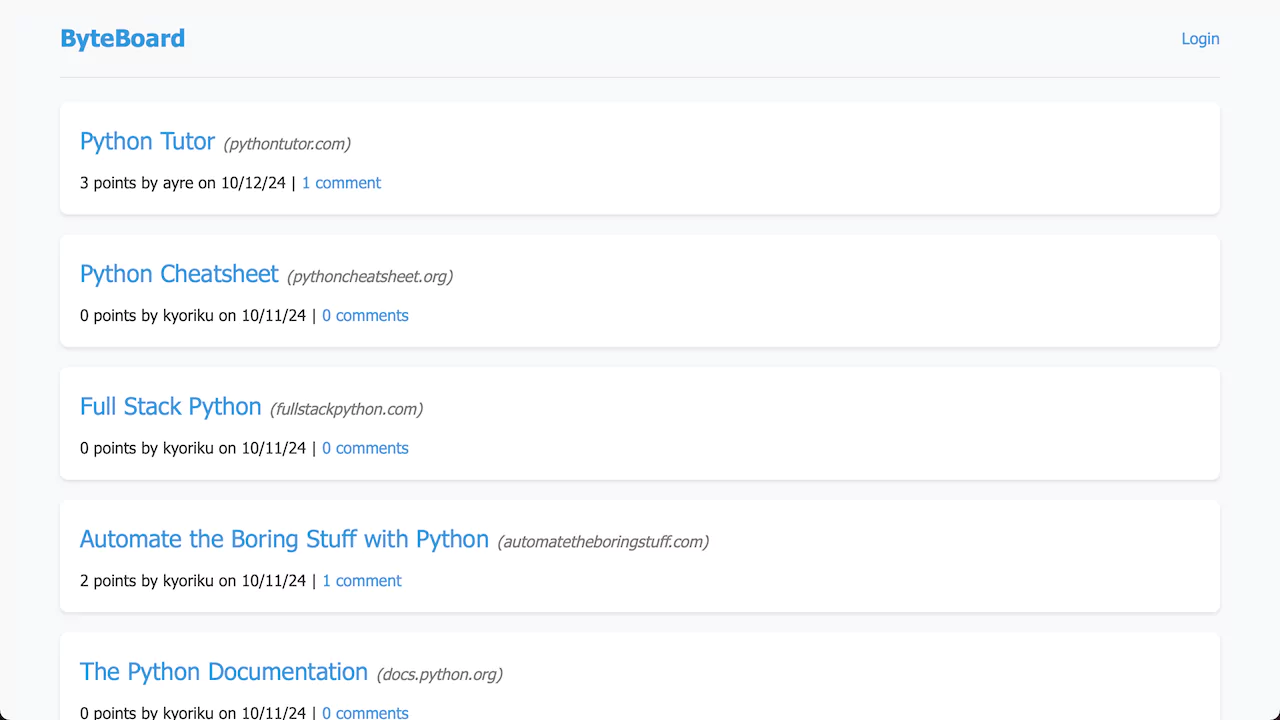 ByteBoard Login
Python Tutor (pythontutor.com)
3 points by ayre on 10/12/24 | 1 comment
Python Cheatsheet (pythoncheatsheet.org)
0 points by kyoriku on 10/11/24 | 0 comments
Full Stack Python (fullstackpython.com)
0 points by kyoriku on 10/11/24 | 0 comments
Automate the Boring Stuff with Python (automatetheboringstuff.com)
2 points by kyoriku on 10/11/24 | 1 comment
The Python Documentation (docs.python.org)
0 points by kyoriku on 10/11/24 | 0 comments